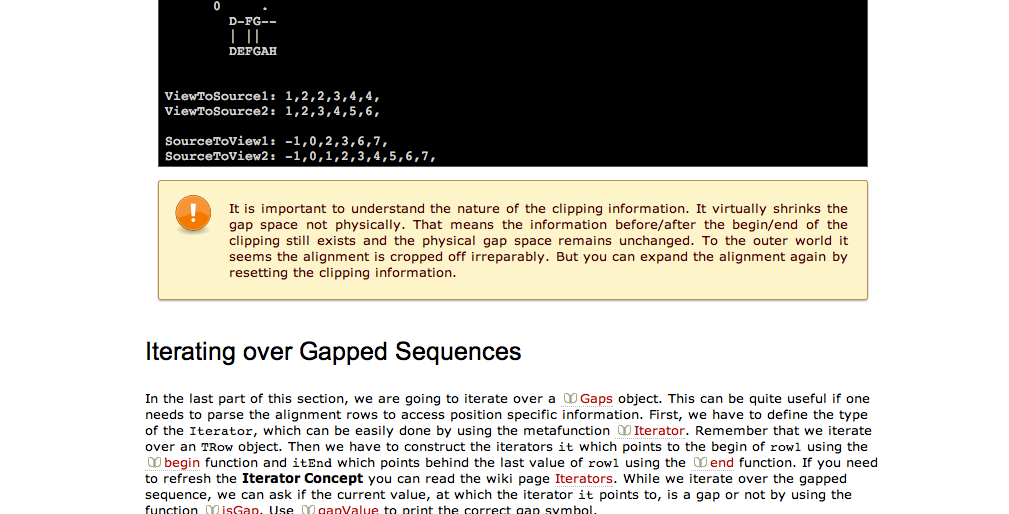 0 .
D-FG--
| ||
DEFGAH
ViewToSource1: 1,2,2,3,4,4,
ViewToSource2: 1,2,3,4,5,6,
SourceToView1: -1,0,2,3,6,7,
SourceToView2: -1,0,1,2,3,4,5,6,7,
It is important to understand the nature of the clipping information. It virtually shrinks the
gap space not physically. That means the information before/after the begin/end of the
clipping still exists and the physical gap space remains unchanged. To the outer world it
seems the alignment is cropped off irreparably. But you can expand the alignment again by
resetting the clipping information.
Iterating over Gapped Sequences
In the last part of this section, we are going to iterate over a Gaps object. This can be quite useful if one
needs to parse the alignment rows to access position specific information. First, we have to define the type
of the Iterator, which can be easily done by using the metafunction Iterator. Remember that we iterate
over an TRow object. Then we have to construct the iterators it which points to the begin of row1 using the
begin function and itEnd which points behind the last value of row1 using the end function. If you need
to refresh the Iterator Concept you can read the wiki page Iterators. While we iterate over the gapped
sequence, we can ask if the current value, at which the iterator it points to, is a gap or not by using the
function isGap. Use gapValue to print the correct gap symbol.